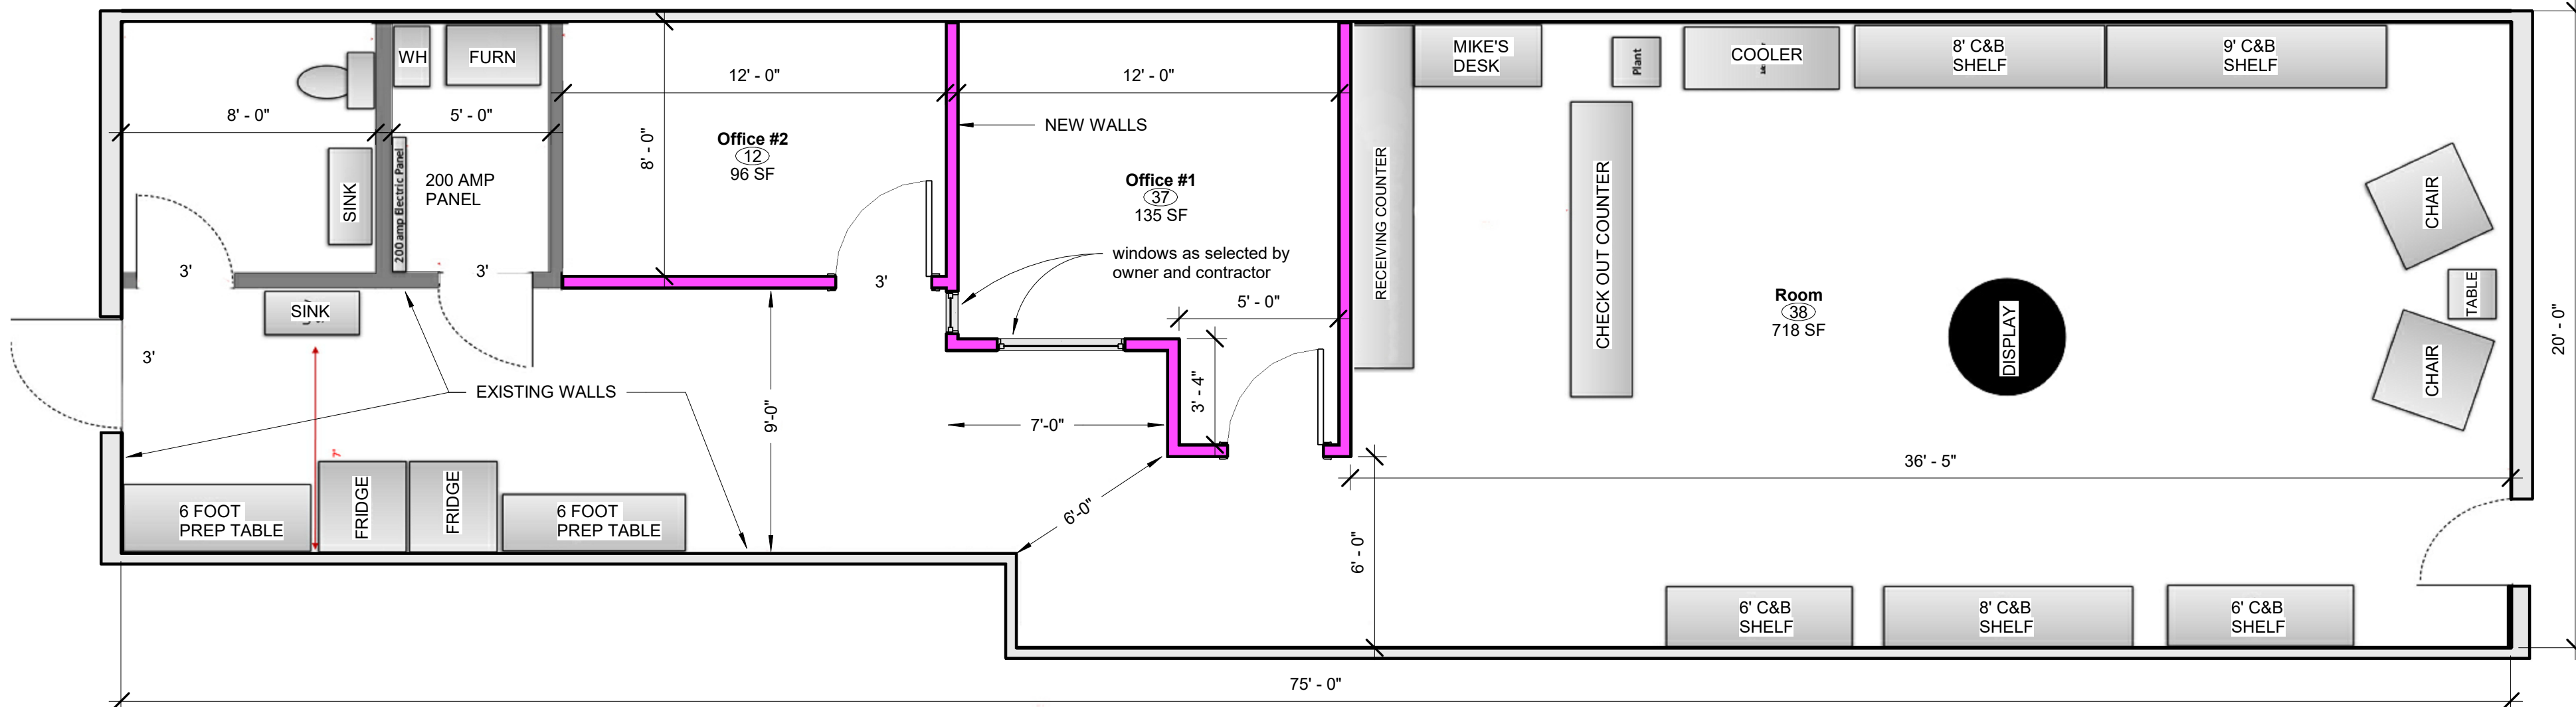 WH
FURN
MIKE'S
DESK
Plant
COOLER
8' C&B
SHELF
9' C&B
SHELF
12' - 0"
12' - 0"
8' - 0"
5' - 0"
8' - 0"
NEW WALLS
Office #2
12
96 SF
Office #1
37
135 SF
SINK
200 amp Electric Panel
200 AMP
PANEL
RECEIVING COUNTER
CHECK OUT COUNTER
CHAIR
windows as selected by
owner and contractor
3'
3'
3'
5' - 0"
Room
38
718 SF
DISPLAY
TABLE
20' - 0"
SINK
3'
CHAIR
EXISTING WALLS
9'-0"
3' - 4"
7'-0"
7'
36' - 5"
6 FOOT
PREP TABLE
FRIDGE
FRIDGE
6 FOOT
PREP TABLE
6'-0"
6' - 0"
6' C&B
SHELF
8' C&B
SHELF
6' C&B
SHELF
75' - 0"